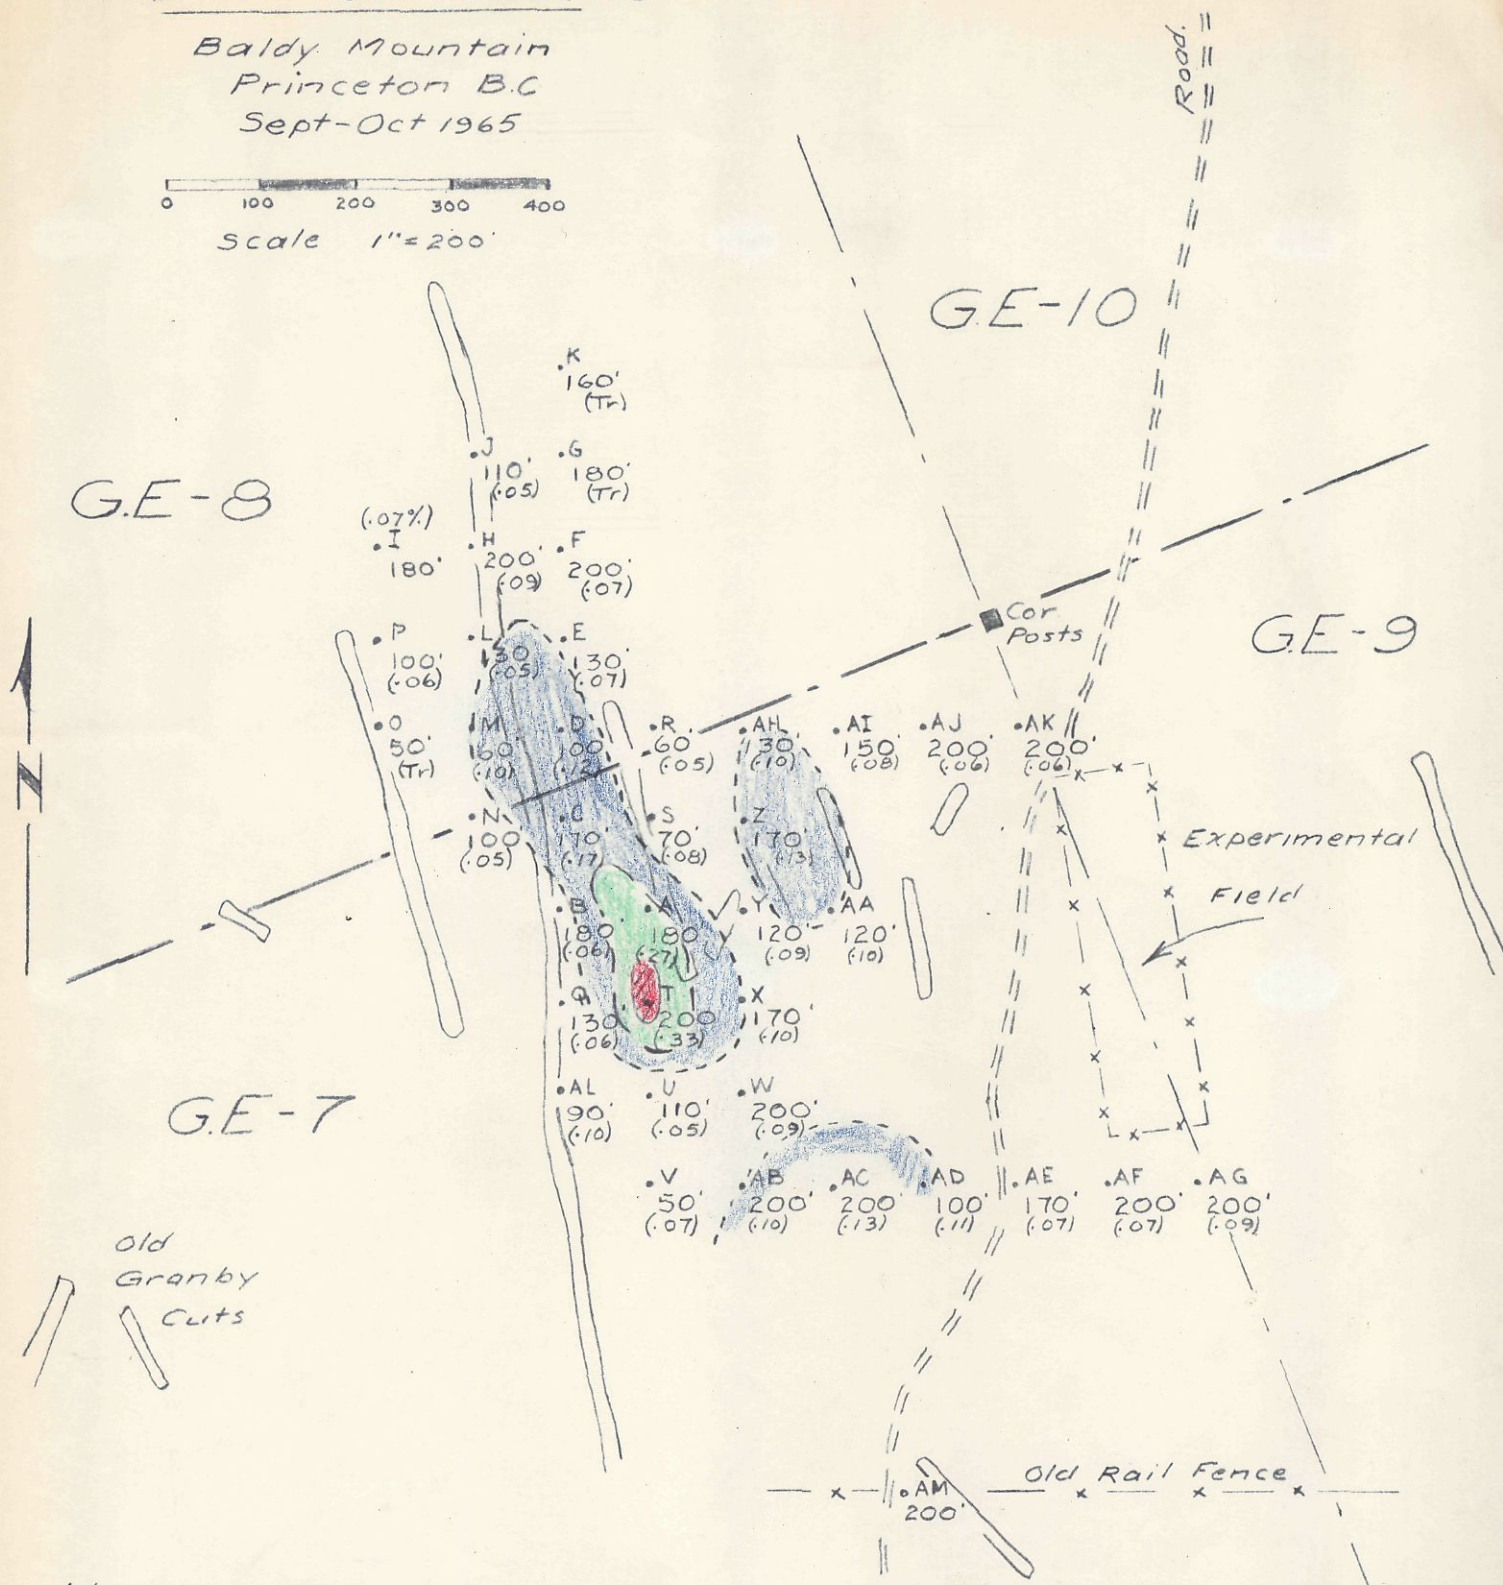 Baldy Mountain
Princeton B.C
Sept-Oct 1965
0 100 200 300 400
Scale 1"=200'
Road.
G.E-10
K
160'
(Tr)
J
110'
(.05)
G
180'
(Tr)
G.E-8
(.07%)
I
180'
H
200'
(.09)
F
200'
(.07)
Cor
Posts
G.E-9
P
100'
(.06)
L
130'
(.05)
E
130'
(.07)
N
O
50'
(Tr)
M
60'
(.10)
D
100'
(.12)
R
60'
(.05)
AH
130'
(.10)
AI
150'
(.08)
AJ
200'
(.06)
AK
200'
(.06)
N
100'
(.05)
C
170'
(.17)
S
70'
(.08)
Z
170'
(.13)
Experimental
Field
B
180'
(.06)
A
180'
(.27)
Y
120'
(.09)
AA
120'
(.10)
Q
130'
(.06)
T
200'
(.33)
X
170'
(.10)
G.E-7
AL
90'
(.10)
U
110'
(.05)
W
200'
(.09)
V
50'
(.07)
AB
200'
(.10)
AC
200'
(.13)
AD
100'
(.11)
AE
170'
(.07)
AF
200'
(.07)
AG
200'
(.09)
Old
Granby
Cuts
Old Rail Fence
AM
200'